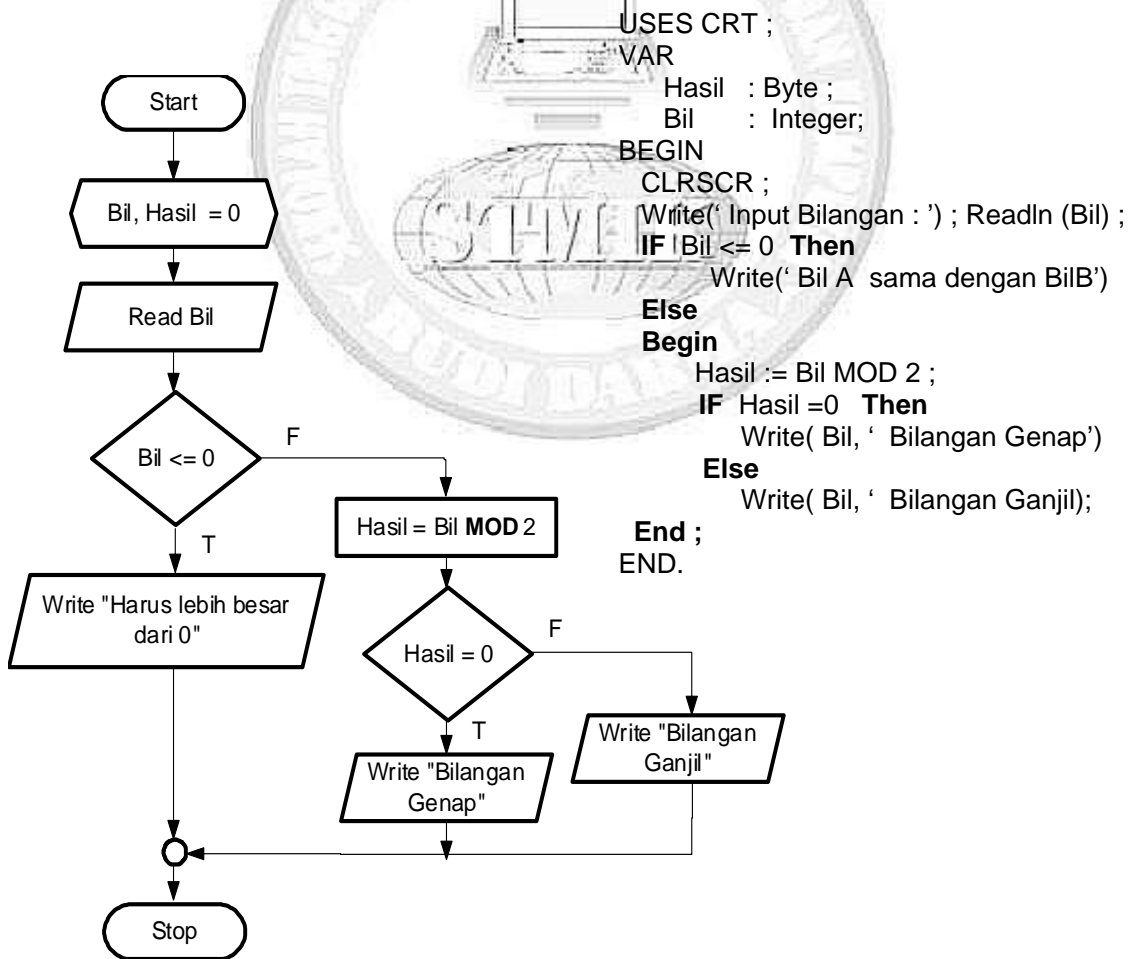 Start
Bil, Hasil = 0
Read Bil
Bil <= 0
F
T
Write "Harus lebih besar
dari 0"
Hasil = Bil MOD 2
Hasil = 0
F
T
Write "Bilangan
Genap"
Write "Bilangan
Ganjil"
Stop
USES CRT ;
VAR
Hasil : Byte ;
Bil : Integer;
BEGIN
CLRSCR ;
Write(‘ Input Bilangan : ’) ; Readln (Bil) ;
IF Bil <= 0 Then
Write(‘ Bil A sama dengan BilB’)
Else
Begin
Hasil := Bil MOD 2 ;
IF Hasil =0 Then
Write( Bil, ‘ Bilangan Genap’)
Else
Write( Bil, ‘ Bilangan Ganjil);
End ;
END.